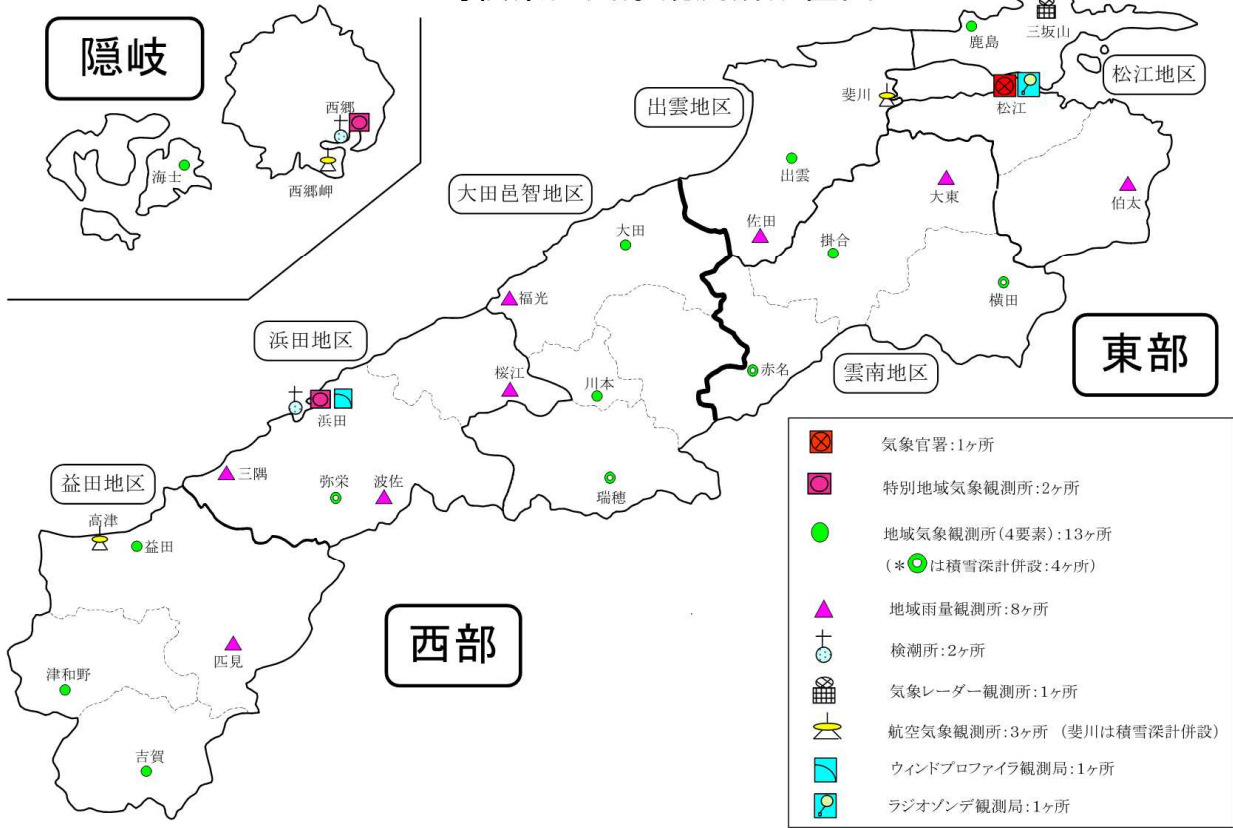 隠岐
鹿島
三坂山
松江地区
出雲地区
斐川
松江
西郷
海士
西郷岬
大田邑智地区
出雲
大東
伯太
大田
佐田
掛合
横田
福光
東部
浜田地区
桜江
川本
赤名
雲南地区
浜田
益田地区
三隅
弥栄
波佐
瑞穂
高津
益田
西部
匹見
津和野
吉賀
気象官署:1ヶ所
特別地域気象観測所:2ヶ所
地域気象観測所(4要素):13ヶ所
(*は積雪深計併設:4ヶ所)
地域雨量観測所:8ヶ所
検潮所:2ヶ所
気象レーダー観測所:1ヶ所
航空気象観測所:3ヶ所 (斐川は積雪深計併設)
ウィンドプロファイラ観測局:1ヶ所
ラジオゾンデ観測局:1ヶ所